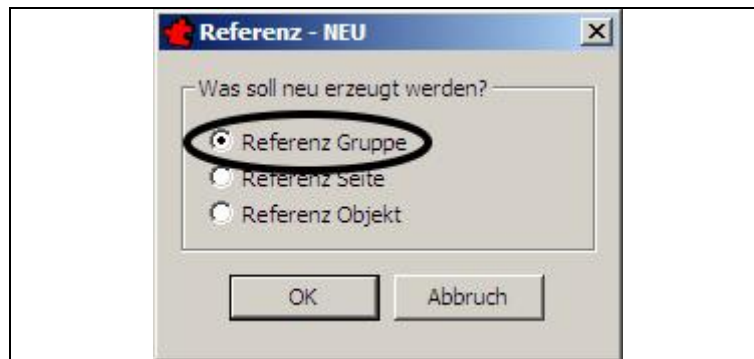 Referenz - NEU
Was soll neu erzeugt werden?
Referenz Gruppe
Referenz Seite
Referenz Objekt
OK Abbruch